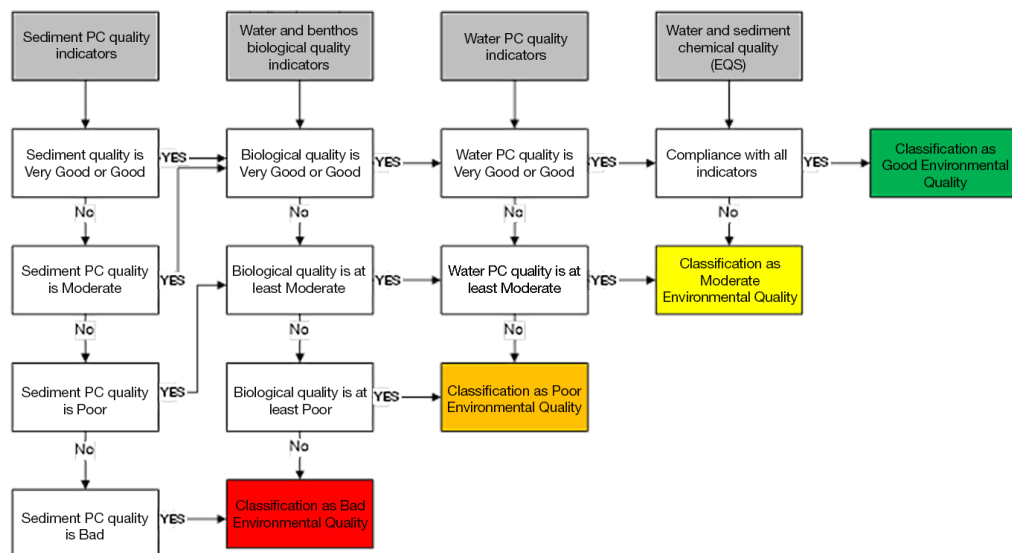 Sediment PC quality
indicators
Water and benthos
biological quality
indicators
Water PC quality
indicators
Water and sediment
chemical quality
(EQS)
Sediment quality is
Very Good or Good
YES
Biological quality is
Very Good or Good
YES
Water PC quality is
Very Good or Good
YES
Compliance with all
indicators
YES
Classification as
Good Environmental
Quality
No
No
No
No
Sediment PC quality
is Moderate
YES
Biological quality is at
least Moderate
YES
Water PC quality is at
least Moderate
YES
Classification as
Moderate
Environmental Quality
No
No
No
Sediment PC quality
is Poor
YES
Biological quality is at
least Poor
YES
Classification as Poor
Environmental Quality
No
No
Sediment PC quality
is Bad
YES
Classification as Bad
Environmental Quality